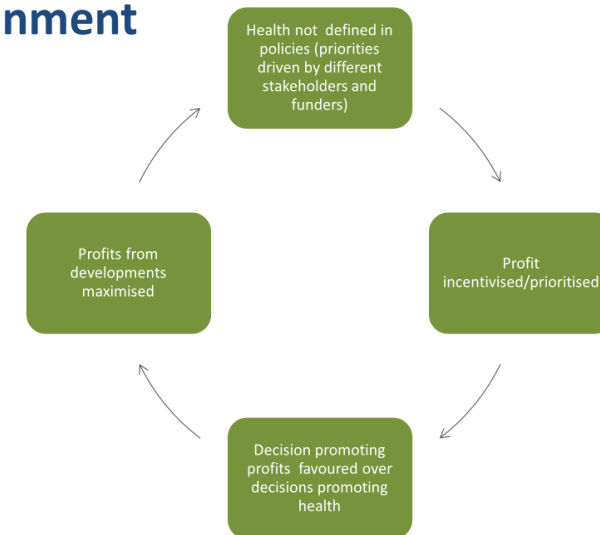 onment
Health not defined in
policies (priorities
driven by different
stakeholders and
funders)
Profits from
developments
maximised
Profit
incentivised/prioritised
Decision promoting
profits favoured over
decisions promoting
health